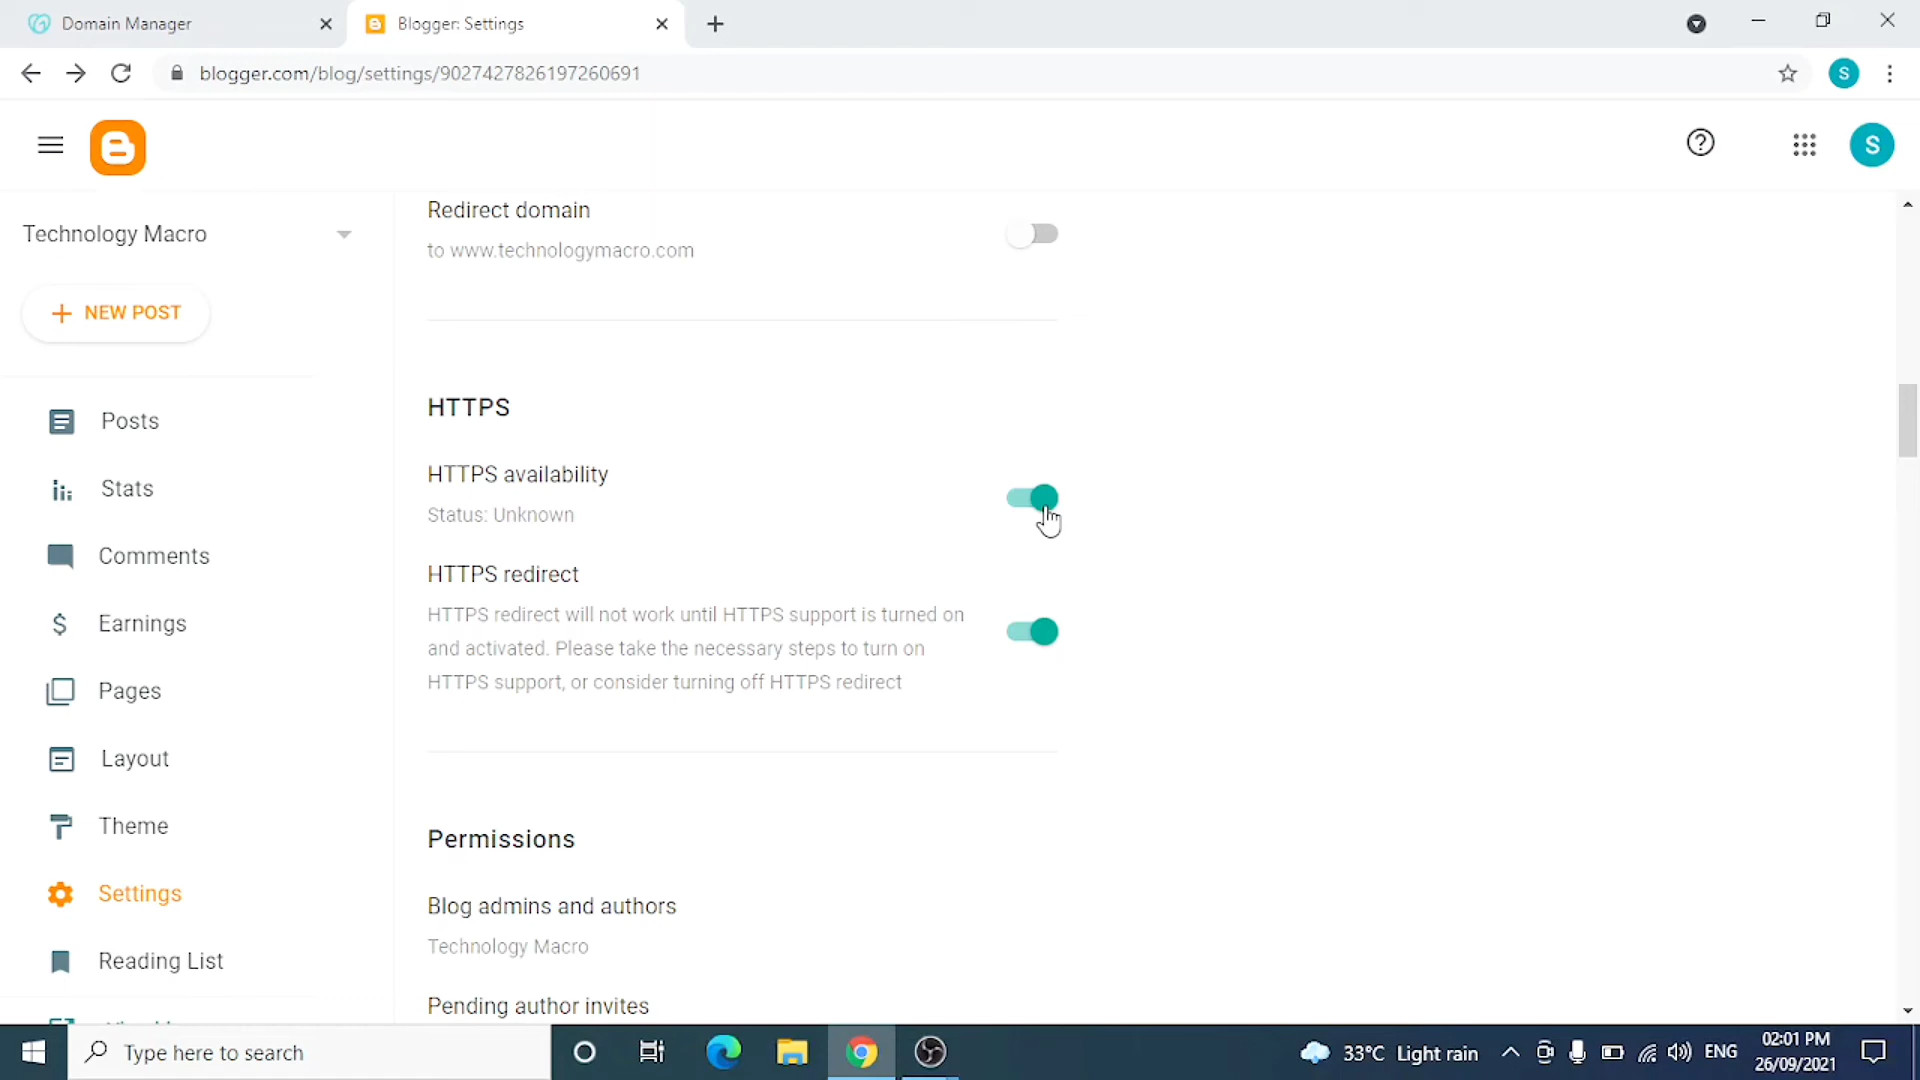 Domain Manager
Blogger: Settings
blogger.com/blog/settings/9027427826197260691
S
S
Technology Macro
NEW POST
Posts
Stats
Comments
Earnings
Pages
Layout
Theme
Settings
Reading List
Redirect domain
to www.technologymacro.com
HTTPS
HTTPS availability
Status: Unknown
HTTPS redirect
HTTPS redirect will not work until HTTPS support is turned on
and activated. Please take the necessary steps to turn on
HTTPS support, or consider turning off HTTPS redirect
Permissions
Blog admins and authors
Technology Macro
Pending author invites
Type here to search
33°C Light rain
ENG
02:01 PM
26/09/2021